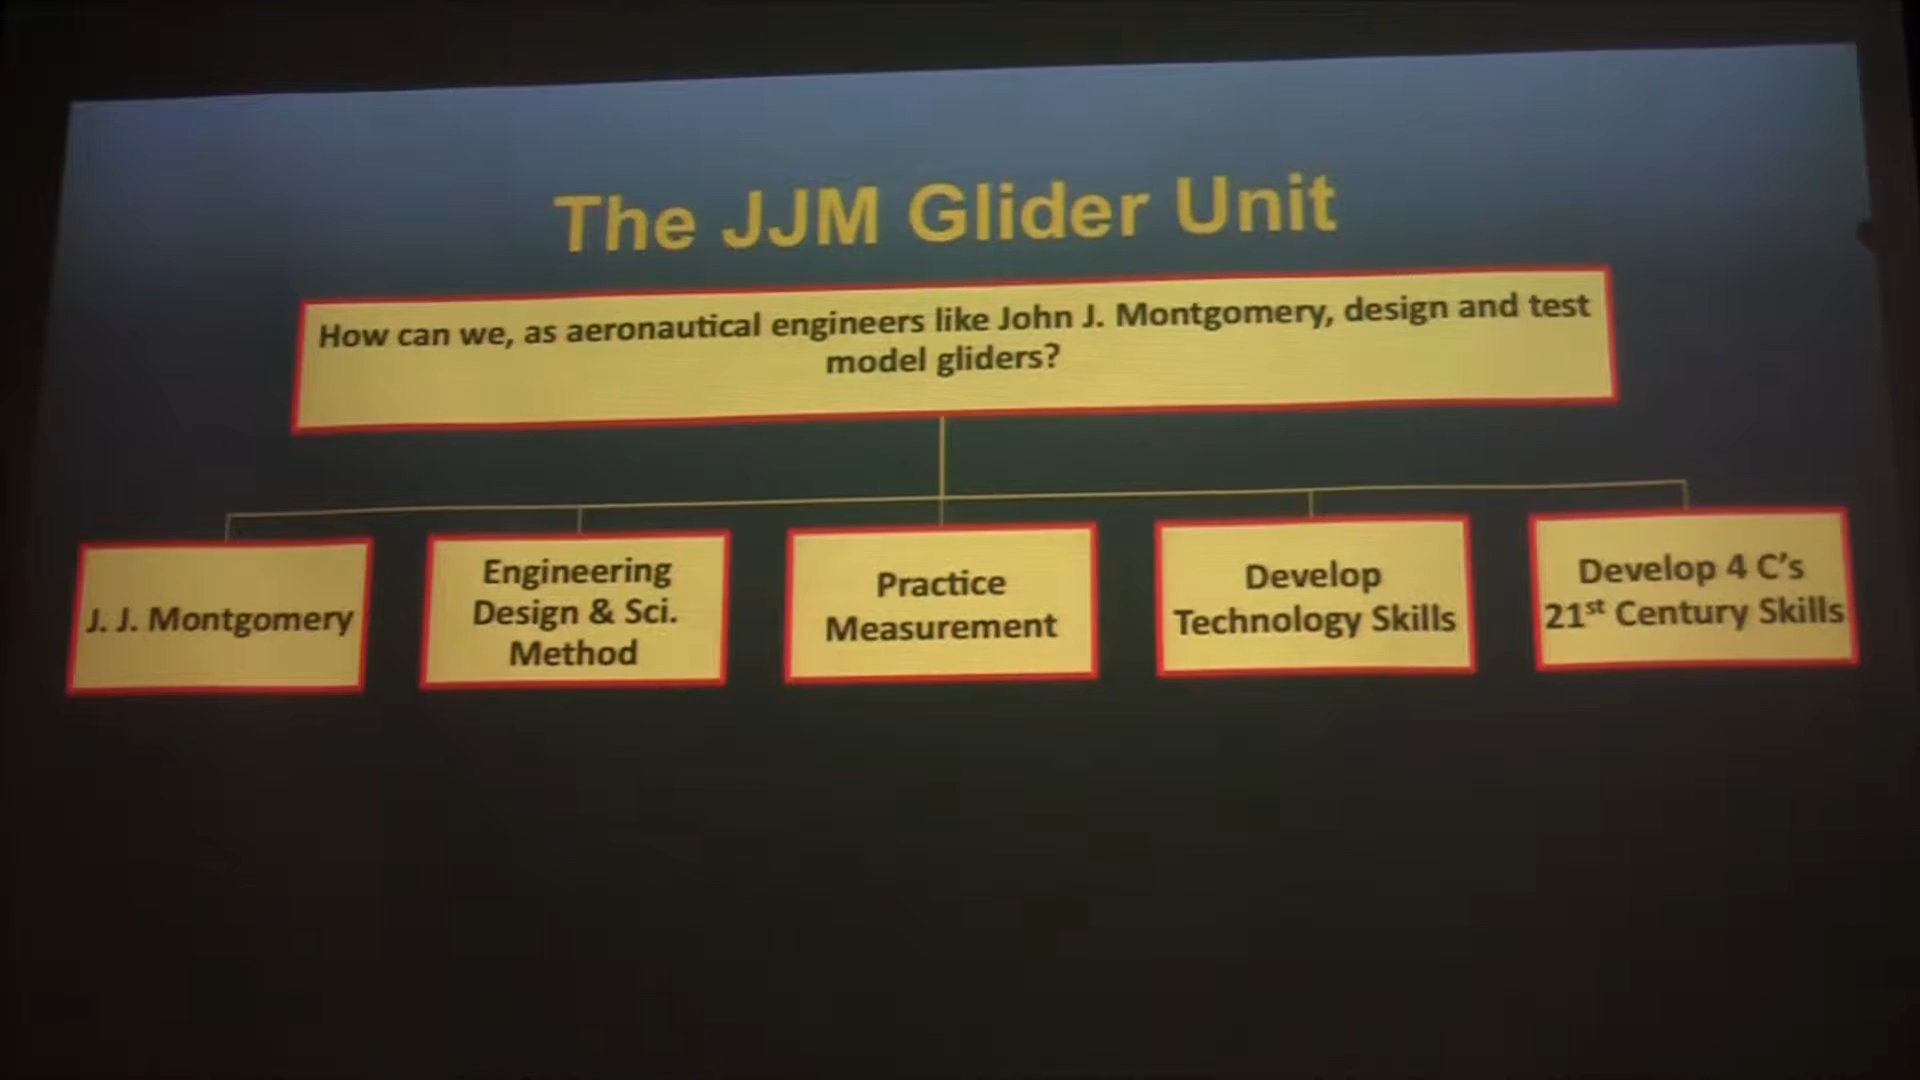 The JJM Glider Unit
How can we, as aeronautical engineers like John J. Montgomery, design and test
model gliders?
J. J. Montgomery
Engineering
Design & Sci.
Method
Practice
Measurement
Develop
Technology Skills
Develop 4 C's
21st Century Skills